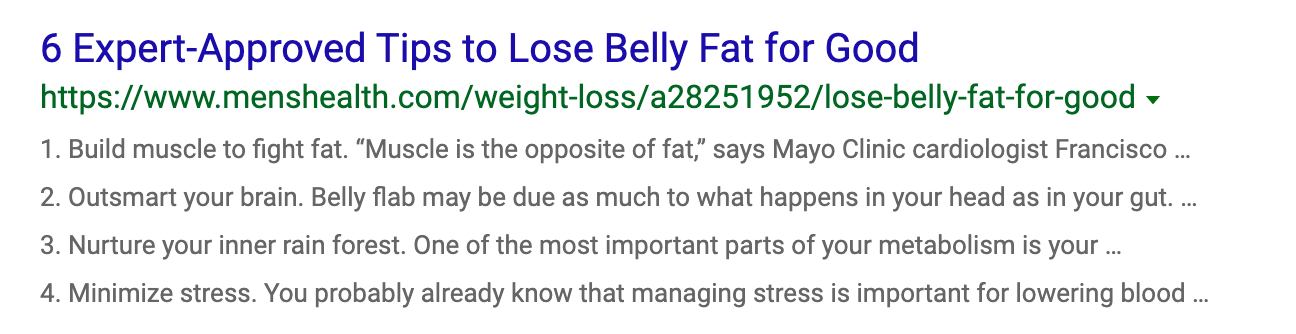 6 Expert-Approved Tips to Lose Belly Fat for Good
https://www.menshealth.com/weight-loss/a28251952/lose-belly-fat-for-good
1. Build muscle to fight fat. “Muscle is the opposite of fat,” says Mayo Clinic cardiologist Francisco ...
2. Outsmart your brain. Belly flab may be due as much to what happens in your head as in your gut. ...
3. Nurture your inner rain forest. One of the most important parts of your metabolism is your ...
4. Minimize stress. You probably already know that managing stress is important for lowering blood ...